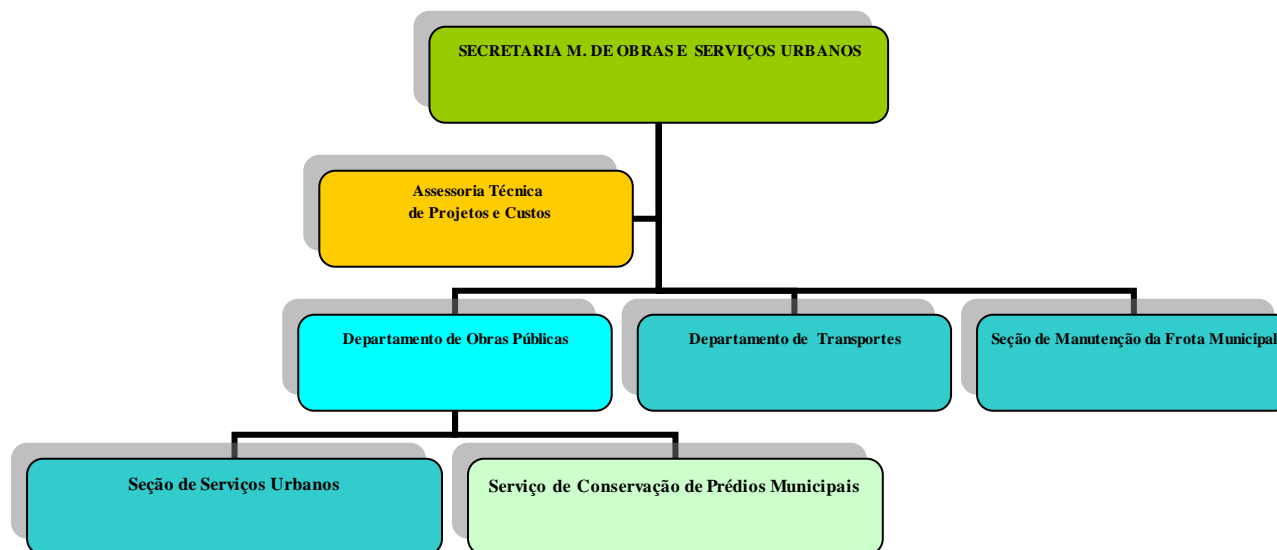 SECRETARIA M. DE OBRAS E SERVIÇOS URBANOS
Assessoria Técnica
de Projetos e Custos
Departamento de Obras Públicas
Departamento de Transportes
Seção de Manutenção da Frota Municipal
Seção de Serviços Urbanos
Serviço de Conservação de Prédios Municipais